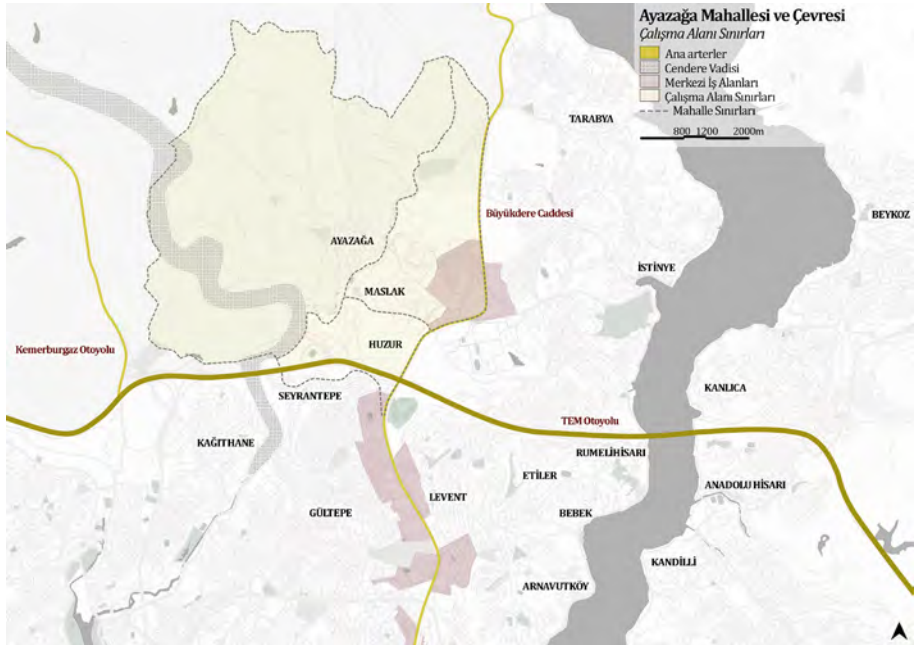 Ayazağa Mahallesi ve Çevresi
Çalışma Alanı Sınırları
Ana arterler
Cendere Vadisi
Merkezi İş Alanları
Çalışma Alanı Sınırları
Mahalle Sınırları
800 1200 2000m
TARABYA
BEYKOZ
Büyükdere Caddesi
AYAZAĞA
İSTİNYE
MASLAK
HUZUR
Kemerburgaz Otoyolu
KANLICA
SEYRANTEPE
TEM Otoyolu
KAĞITHANE
RUMELİHİSARI
ETİLER
ANADOLU HİSARI
LEVENT
GÜLTEPE
BEBEK
KANDİLLİ
ARNAVUTKÖY